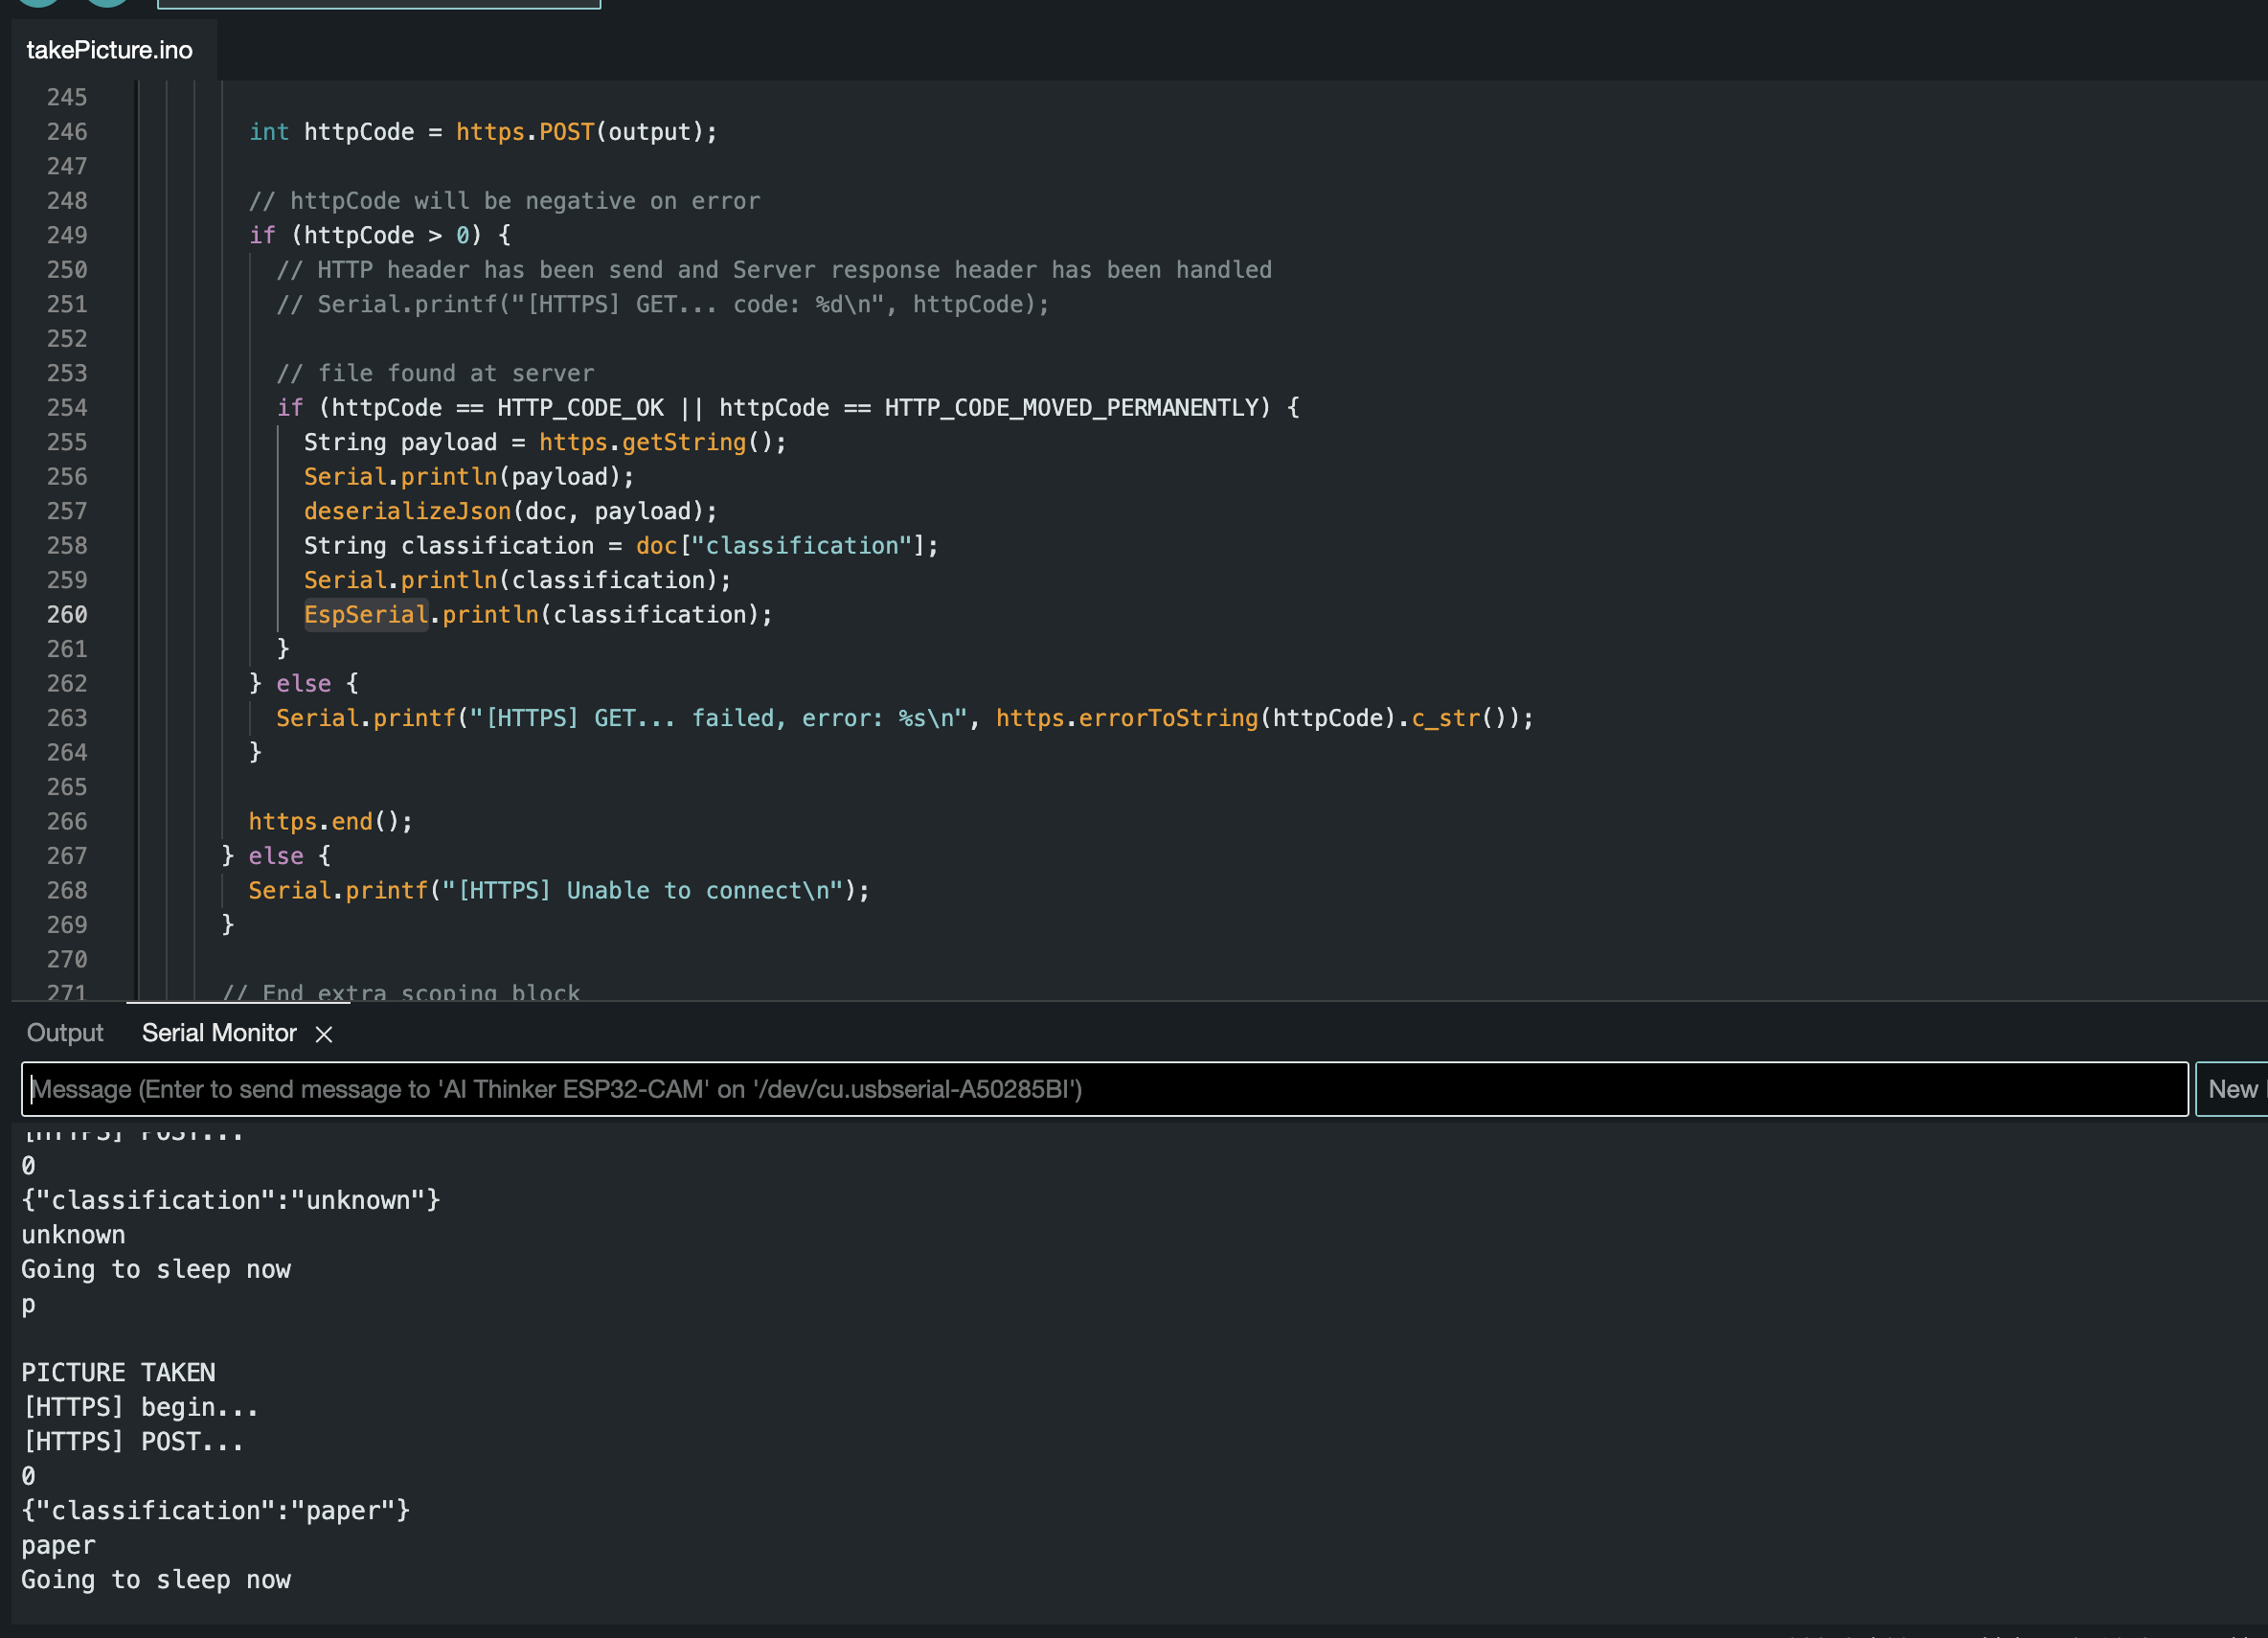 takePicture.ino
245
246 int httpCode = https.POST(output);
247
248 // httpCode will be negative on error
249 if (httpCode > 0) {
250 // HTTP header has been send and Server response header has been handled
251 // Serial.printf("[HTTPS] GET... code: %d\n", httpCode);
252
253 // file found at server
254 if (httpCode == HTTP_CODE_OK || httpCode == HTTP_CODE_MOVED_PERMANENTLY) {
255 String payload = https.getString();
256 Serial.println(payload);
257 deserializeJson(doc, payload);
258 String classification = doc["classification"];
259 Serial.println(classification);
260 EspSerial.println(classification);
261 }
262 } else {
263 Serial.printf("[HTTPS] GET... failed, error: %s\n", https.errorToString(httpCode).c_str());
264 }
265
266 https.end();
267 } else {
268 Serial.printf("[HTTPS] Unable to connect\n");
269 }
270
271 // End extra scoping block
Output Serial Monitor
Message (Enter to send message to 'AI Thinker ESP32-CAM' on '/dev/cu.usbserial-A50285BI') New
[HTTPS] POST...
0
{"classification":"unknown"}
unknown
Going to sleep now
p
PICTURE TAKEN
[HTTPS] begin...
[HTTPS] POST...
0
{"classification":"paper"}
paper
Going to sleep now